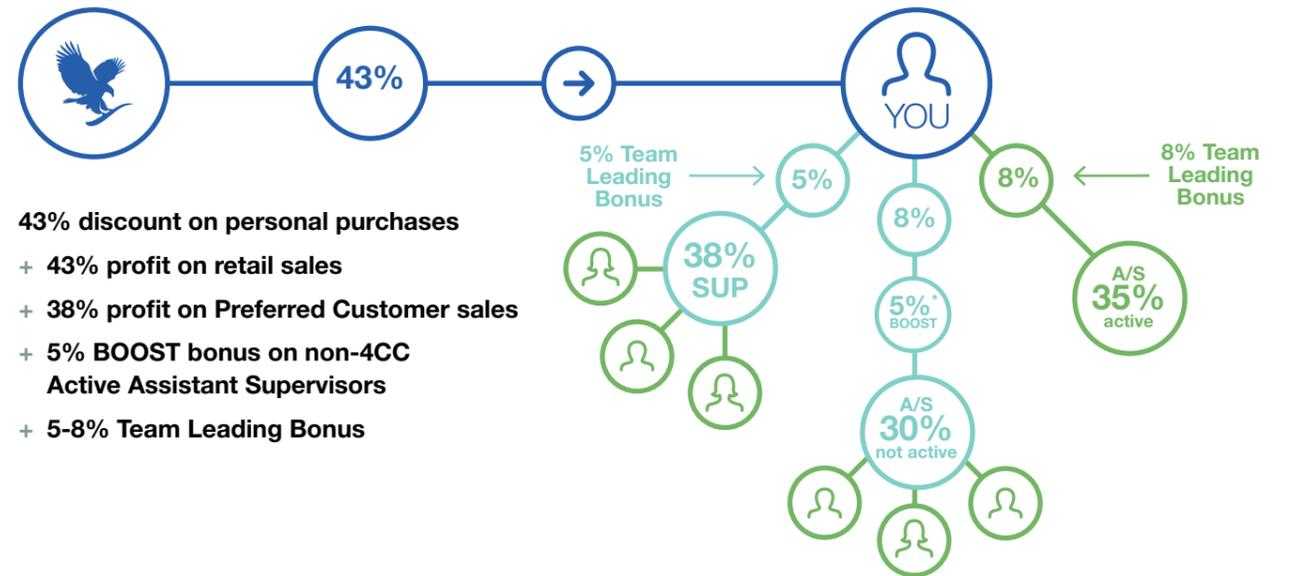 43%
YOU
5% Team
Leading
Bonus
5%
8%
8% Team
Leading
Bonus
8%
38%
SUP
5%*
BOOST
A/S
35%
active
A/S
30%
not active
43% discount on personal purchases
+ 43% profit on retail sales
+ 38% profit on Preferred Customer sales
+ 5% BOOST bonus on non-4CC
Active Assistant Supervisors
+ 5-8% Team Leading Bonus